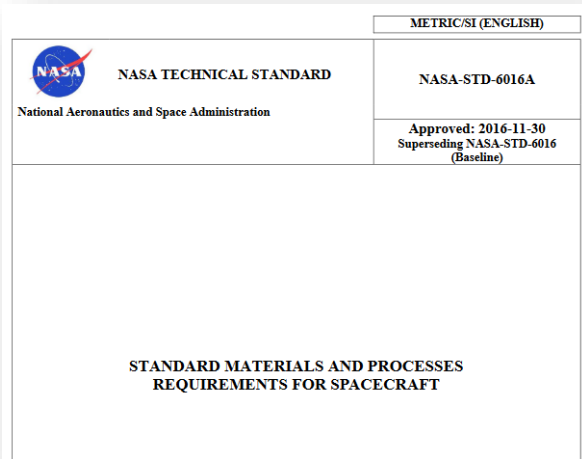 METRIC/SI (ENGLISH)
NASA
NASA TECHNICAL STANDARD
National Aeronautics and Space Administration
NASA-STD-6016A
Approved: 2016-11-30
Superseding NASA-STD-6016
(Baseline)
STANDARD MATERIALS AND PROCESSES
REQUIREMENTS FOR SPACECRAFT